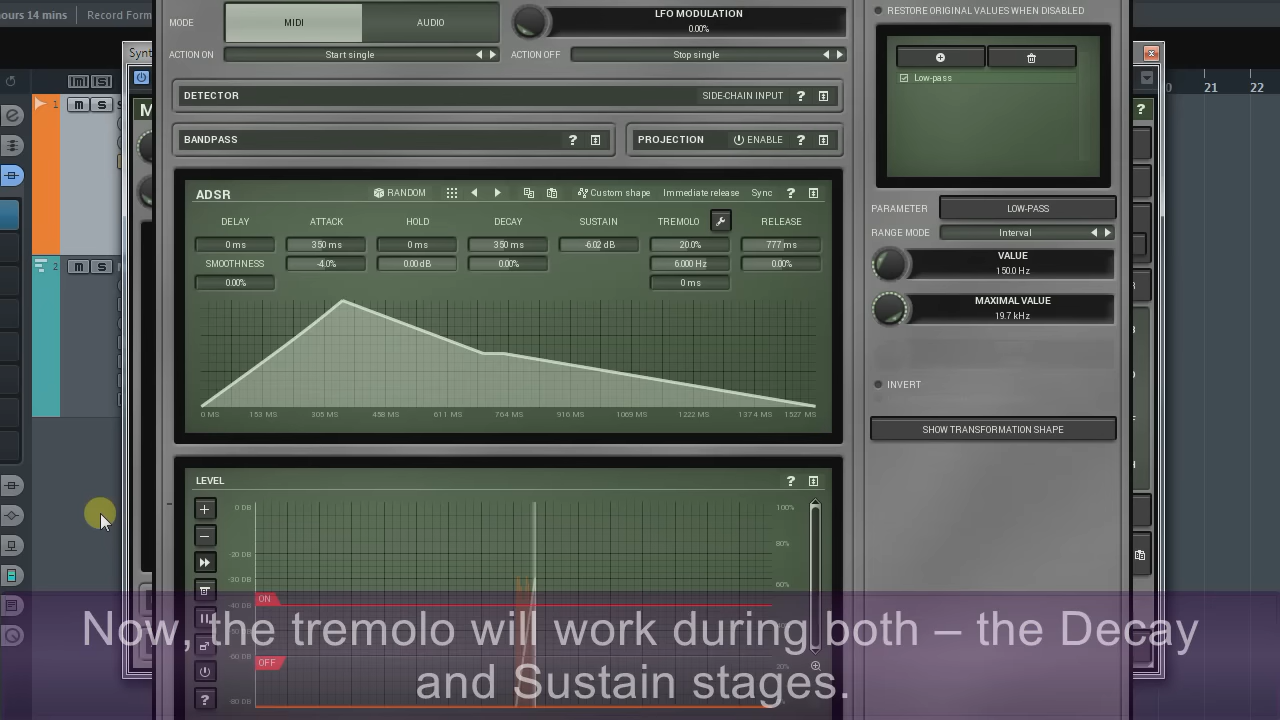 ours 14 mins
Record Form
Synt
M
MODE
MIDI
AUDIO
LFO MODULATION
0.00%
ACTION ON
Start single
ACTION OFF
Stop single
DETECTOR
SIDE-CHAIN INPUT
?
BANDPASS
?
PROJECTION
ENABLE
?
ADSR
RANDOM
Custom shape
Immediate release
Sync
?
DELAY
ATTACK
HOLD
DECAY
SUSTAIN
TREMOLO
RELEASE
0 ms
350 ms
0 ms
350 ms
-6.02 dB
20.0%
777 ms
SMOOTHNESS
-4.0%
0.00 dB
0.00%
6.000 Hz
0.00%
0.00%
0 ms
0 MS
153 MS
305 MS
458 MS
611 MS
764 MS
916 MS
1069 MS
1222 MS
1374 MS
1527 MS
LEVEL
?
0 DB
100%
80%
-20 DB
-30 DB
60%
ON
-40 DB
OFF
-60 DB
20%
-80 DB
?
RESTORE ORIGINAL VALUES WHEN DISABLED
Low-pass
PARAMETER
LOW-PASS
RANGE MODE
Interval
VALUE
150.0 Hz
MAXIMAL VALUE
19.7 kHz
INVERT
SHOW TRANSFORMATION SHAPE
21
22
?
1
M
S
2
M
S
Now, the tremolo will work during both – the Decay
and Sustain stages.